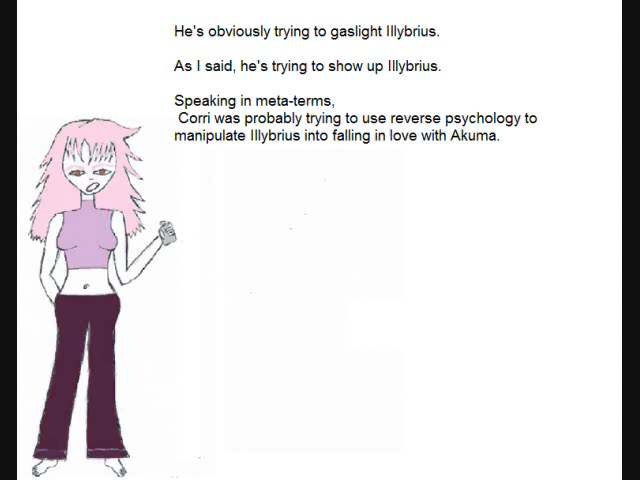 He's obviously trying to gaslight Illybrius.
As I said, he's trying to show up Illybrius.
Speaking in meta-terms,
Corri was probably trying to use reverse psychology to
manipulate Illybrius into falling in love with Akuma.